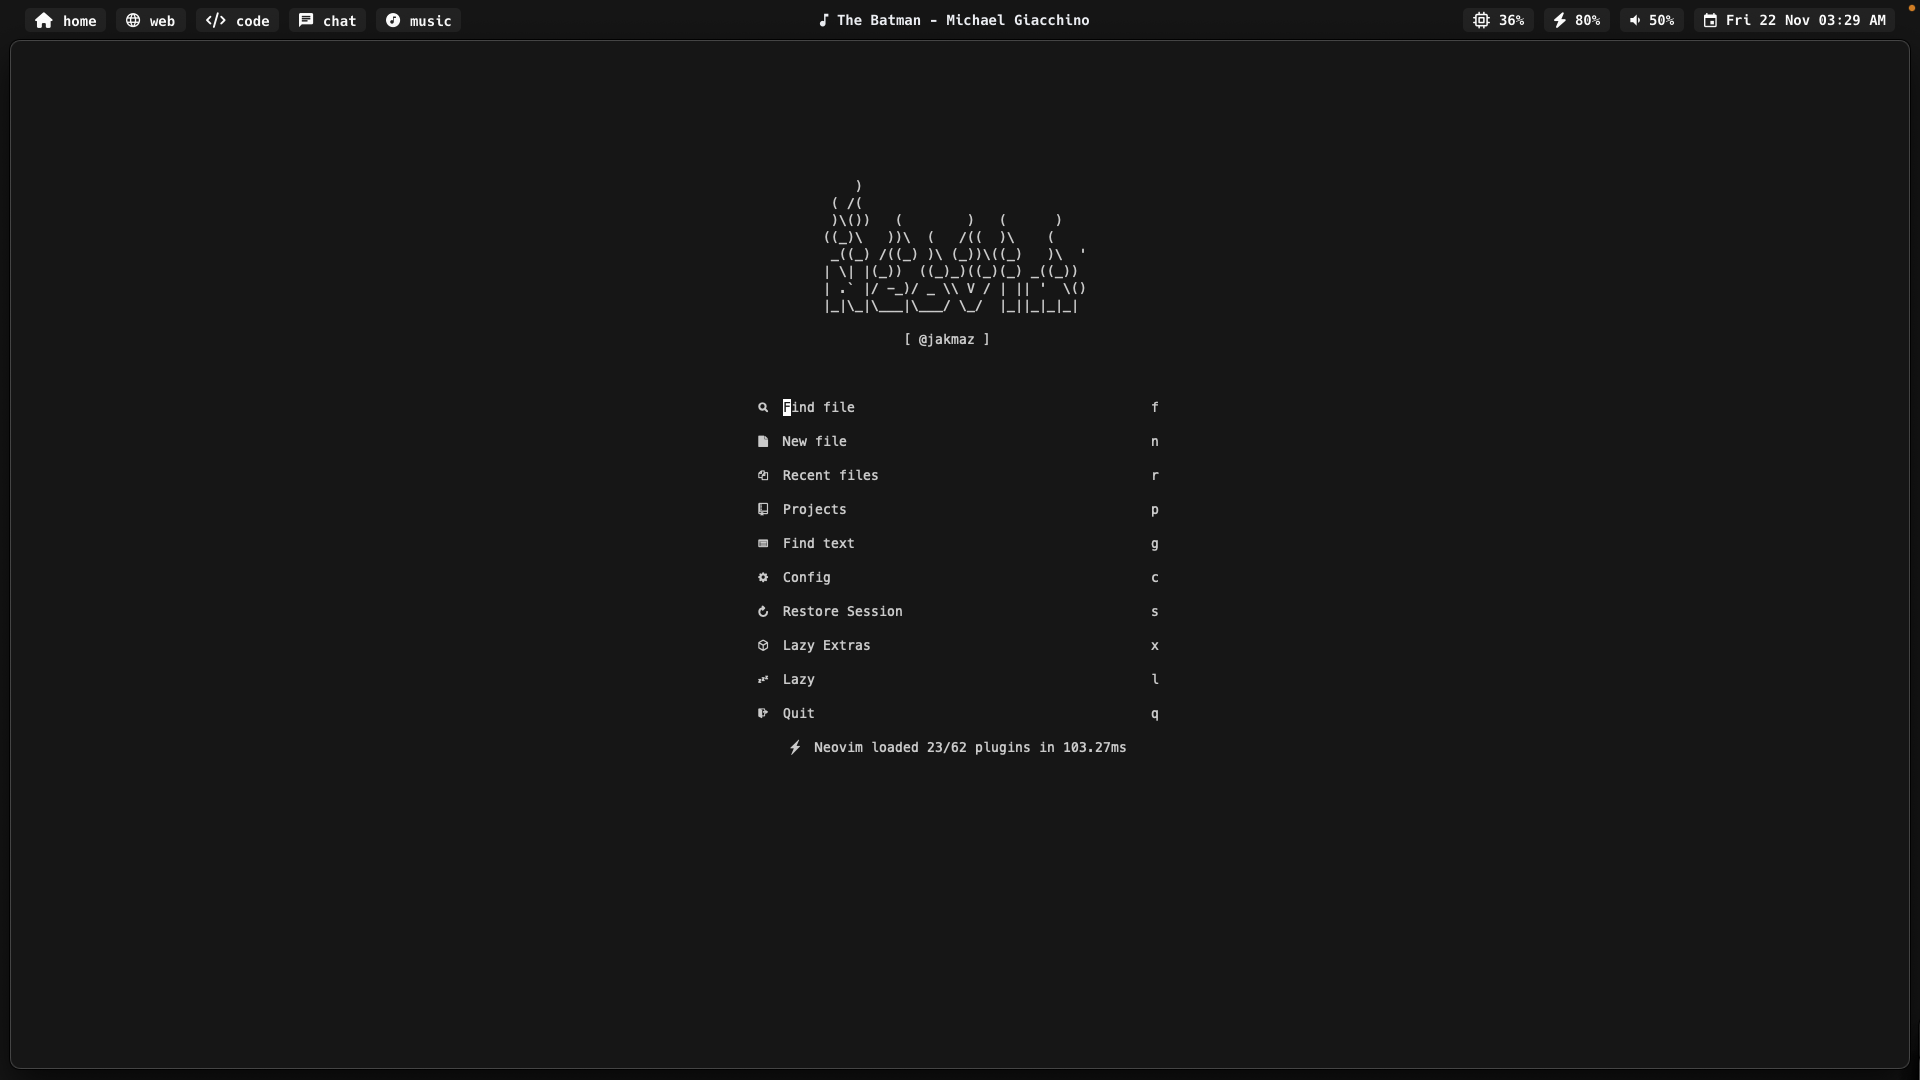 home web code chat music The Batman - Michael Giacchino 36% 80% 50% Fri 22 Nov 03:29 AM
    )
 ( /(
 )\())   (        )   (      )
((_)\   ))\  (   /((  )\    (
 _((_) /((_) )\ (_))\((_)   )\  '
| \| |(_))  ((_)_)((_)(_) _((_))
| .` |/ -_)/ _ \\ V / | || '  \()
|_|\_|\___|\___/ \_/  |_||_|_|_|
[ @jakmaz ]
Find file f
New file n
Recent files r
Projects p
Find text g
Config c
Restore Session s
Lazy Extras x
Lazy l
Quit q
Neovim loaded 23/62 plugins in 103.27ms